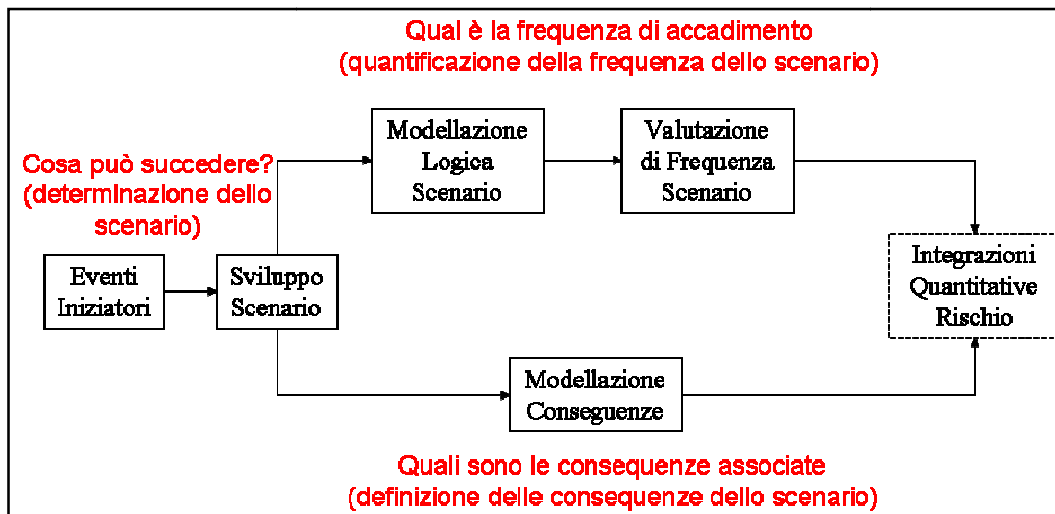 Qual è la frequenza di accadimento
(quantificazione della frequenza dello scenario)
Modellazione
Logica
Scenario
Valutazione
di Frequenza
Scenario
Cosa può succedere?
(determinazione dello
scenario)
Eventi
Iniziatori
Sviluppo
Scenario
Integrazioni
Quantitative
Rischio
Modellazione
Conseguenze
Quali sono le consequenze associate
(definizione delle consequenze dello scenario)